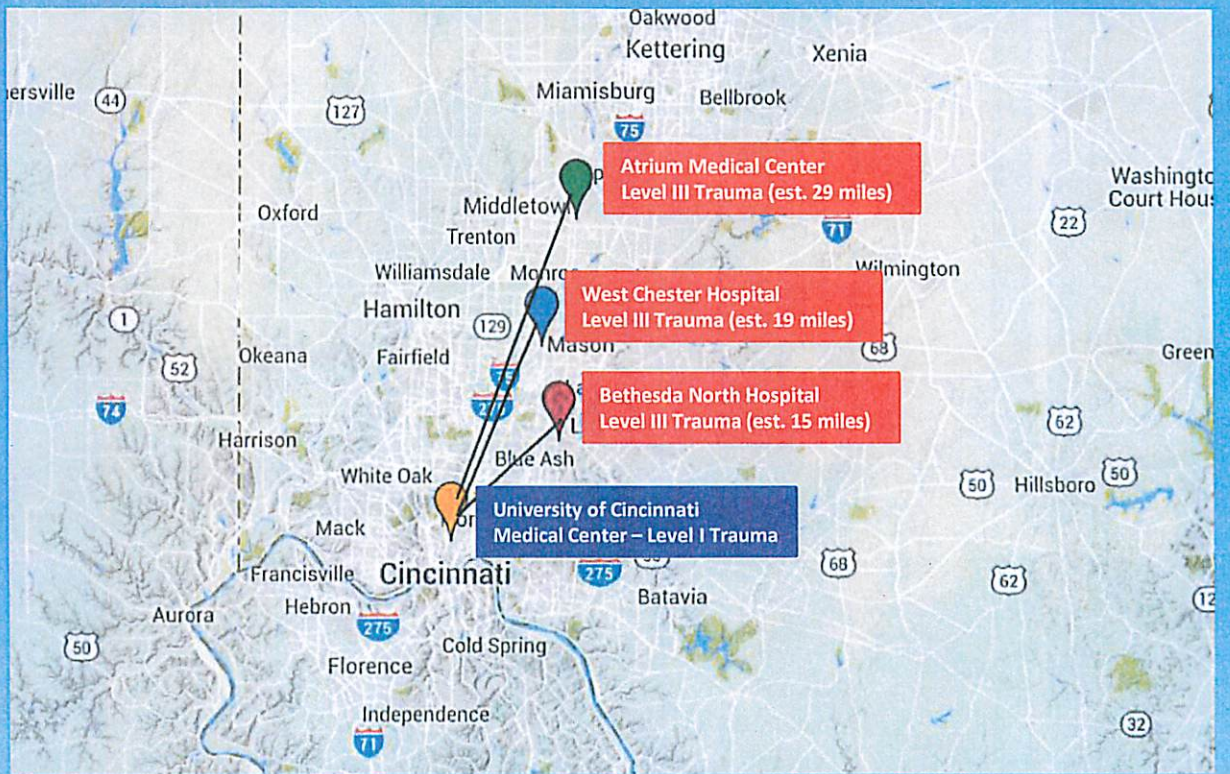 Oakwood
Kettering
Xenia
ersville
44
127
Miamisburg
Bellbrook
75
Atrium Medical Center
Level III Trauma (est. 29 miles)
Washingto
Court Hous
Oxford
Middletow
Trenton
71
22
Williamsdale
Monro
Wilmington
West Chester Hospital
Level III Trauma (est. 19 miles)
Hamilton
1
129
Mason
68
52
Okeana
Fairfield
Green
74
Bethesda North Hospital
Level III Trauma (est. 15 miles)
62
Harrison
Blue Ash
White Oak
50
Hillsboro
50
University of Cincinnati
Medical Center – Level I Trauma
Mack
Francisville
Cincinnati
275
68
62
Hebron
Batavia
12
Aurora
275
50
Cold Spring
Florence
Independence
71
32